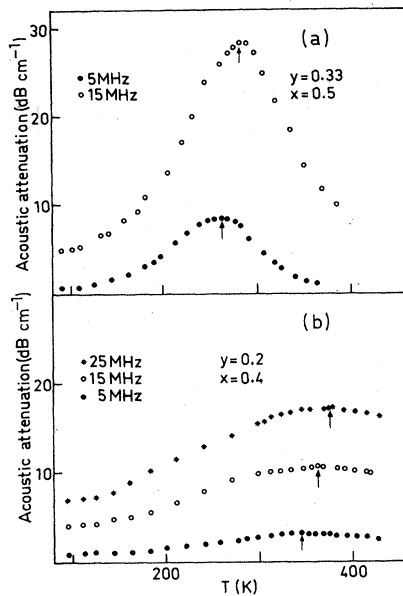 30
(a)
● 5MHz
○ 15MHz
y=0.33
x=0.5
20
10
Acoustic attenuation(dB cm⁻¹)
(b)
✦ 25MHz
○ 15MHz
● 5MHz
y=0.2
x=0.4
20
10
Acoustic attenuation(dB cm⁻¹)
200
T (K)
400